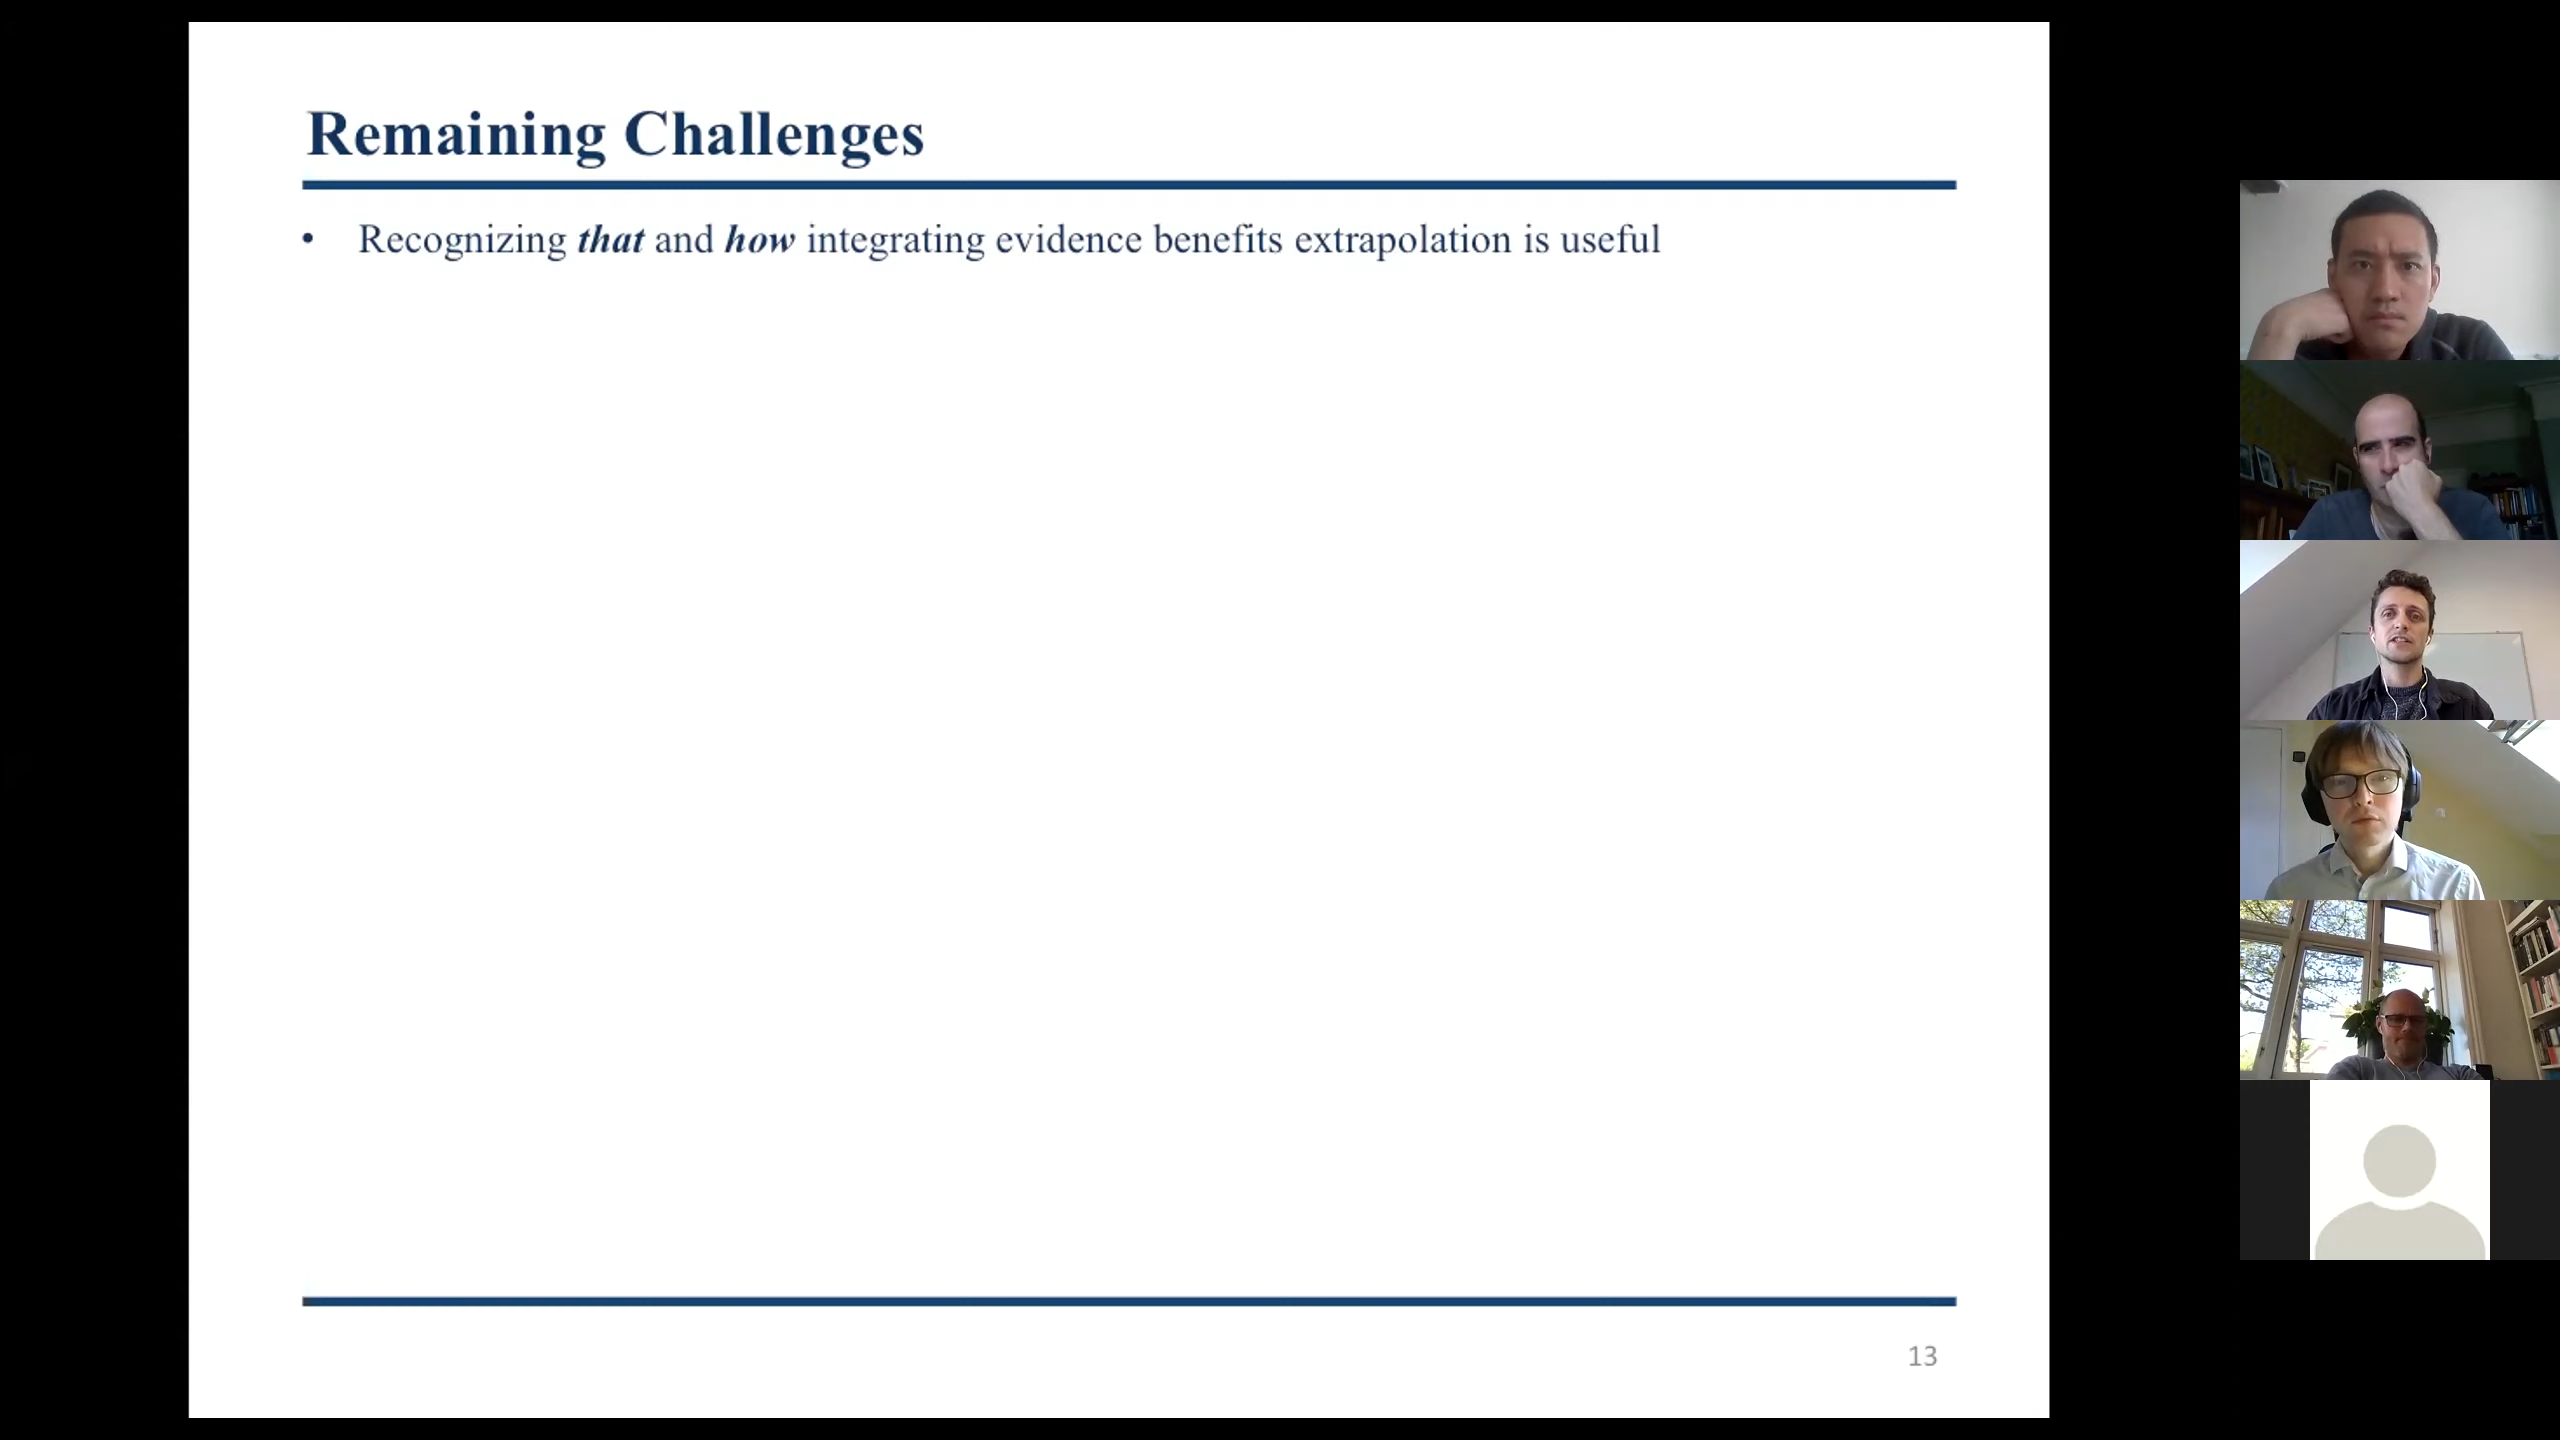 Remaining Challenges
• Recognizing that and how integrating evidence benefits extrapolation is useful
13